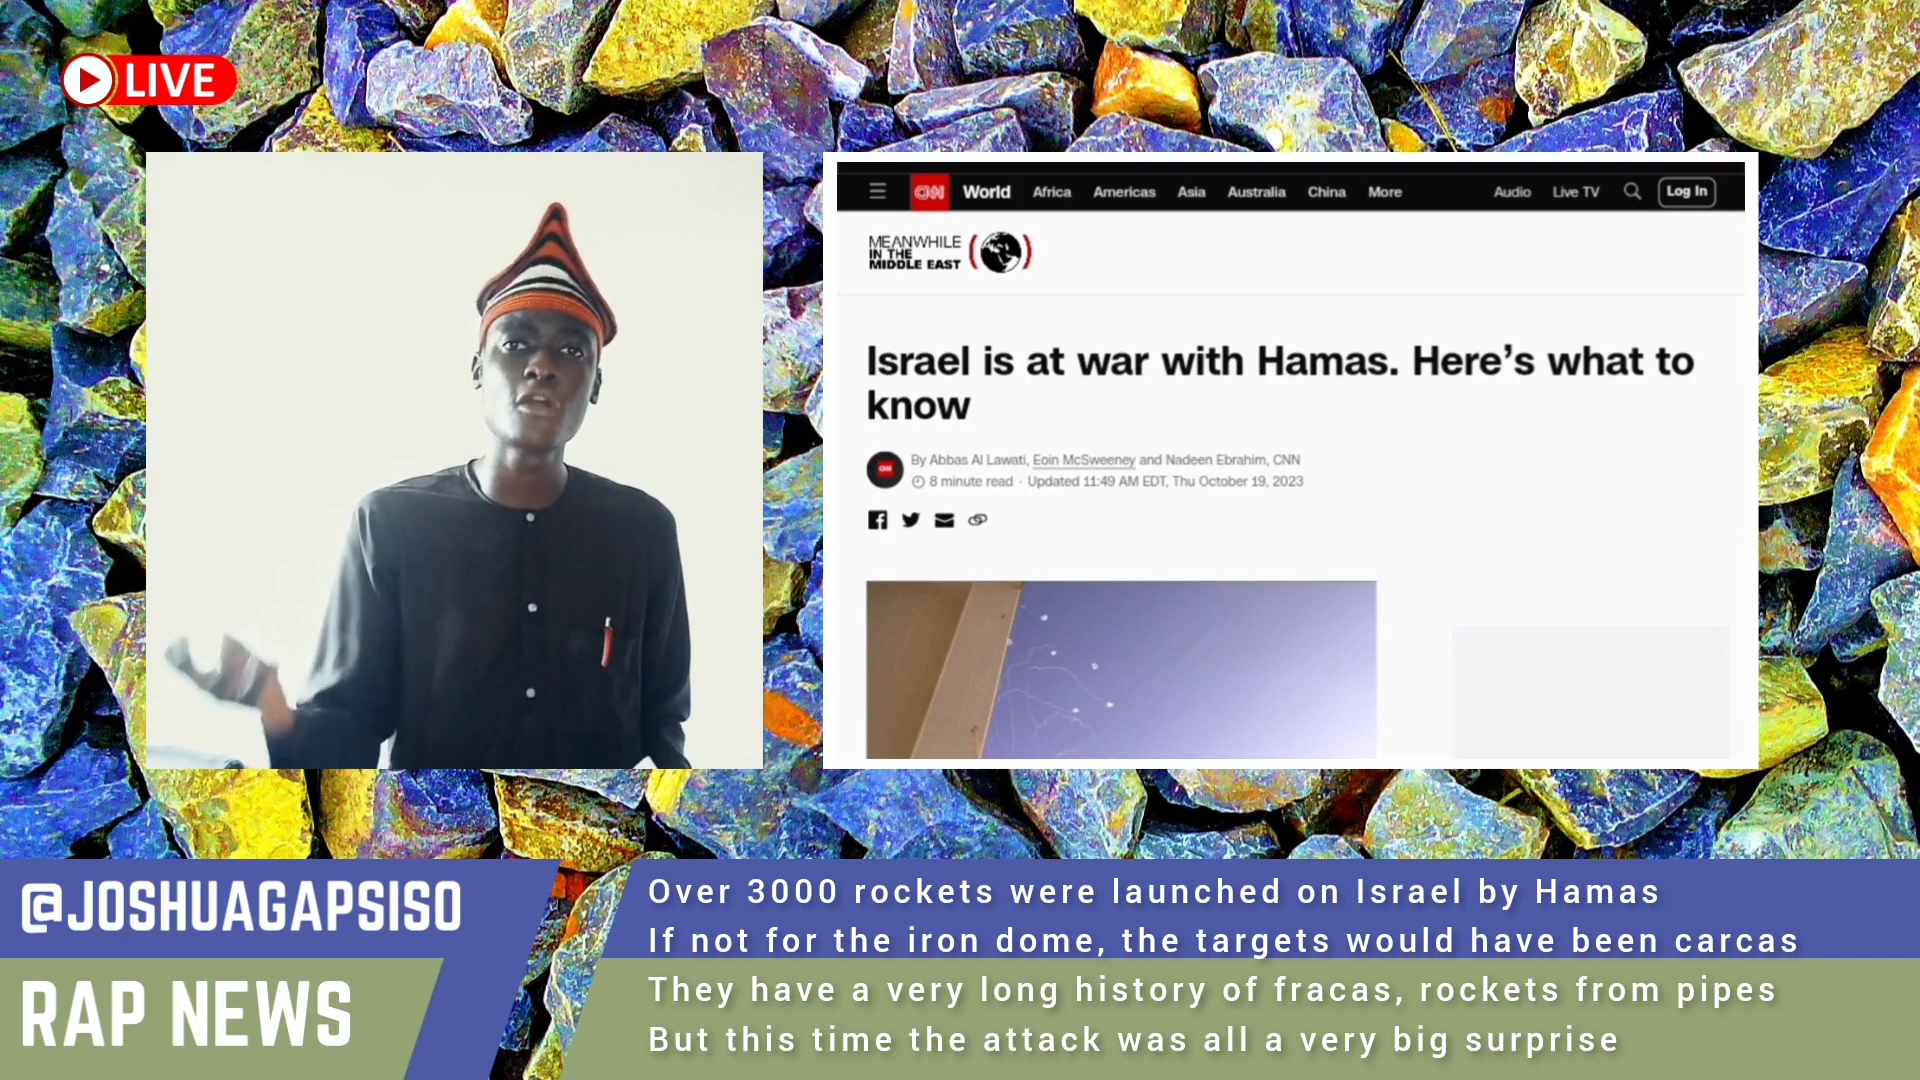 LIVE
CNN World Africa Americas Asia Australia China More Audio Live TV Log In
MEANWHILE
IN THE
MIDDLE EAST
Israel is at war with Hamas. Here’s what to
know
CNN
By Abbas Al Lawati, Eoin McSweeney and Nadeen Ebrahim, CNN
8 minute read · Updated 11:49 AM EDT, Thu October 19, 2023
@JOSHUAGAPSISO
RAP NEWS
Over 3000 rockets were launched on Israel by Hamas
If not for the iron dome, the targets would have been carcas
They have a very long history of fracas, rockets from pipes
But this time the attack was all a very big surprise